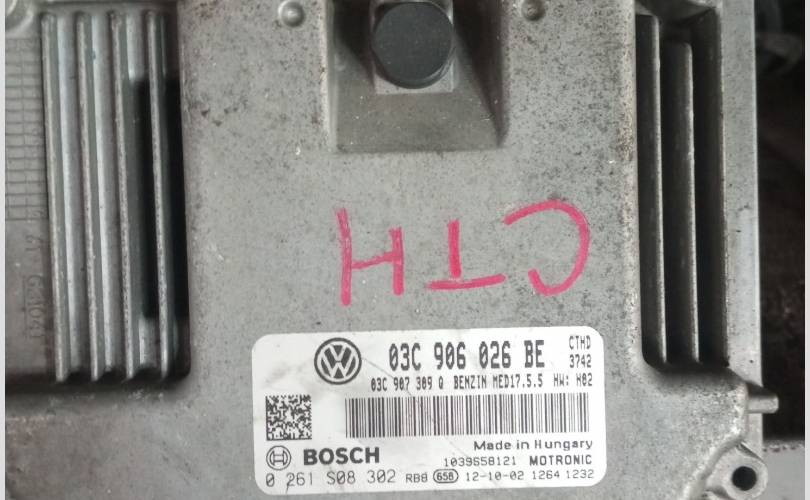 CTH
03C 906 026 BE
CTHD
3742
03C 907 309 Q BENZIN MED17.5.5 HW: H02
Made in Hungary
BOSCH
1039S58121 MOTRONIC
0 261 S08 302 RB8 658 12-10-02 1264 1232